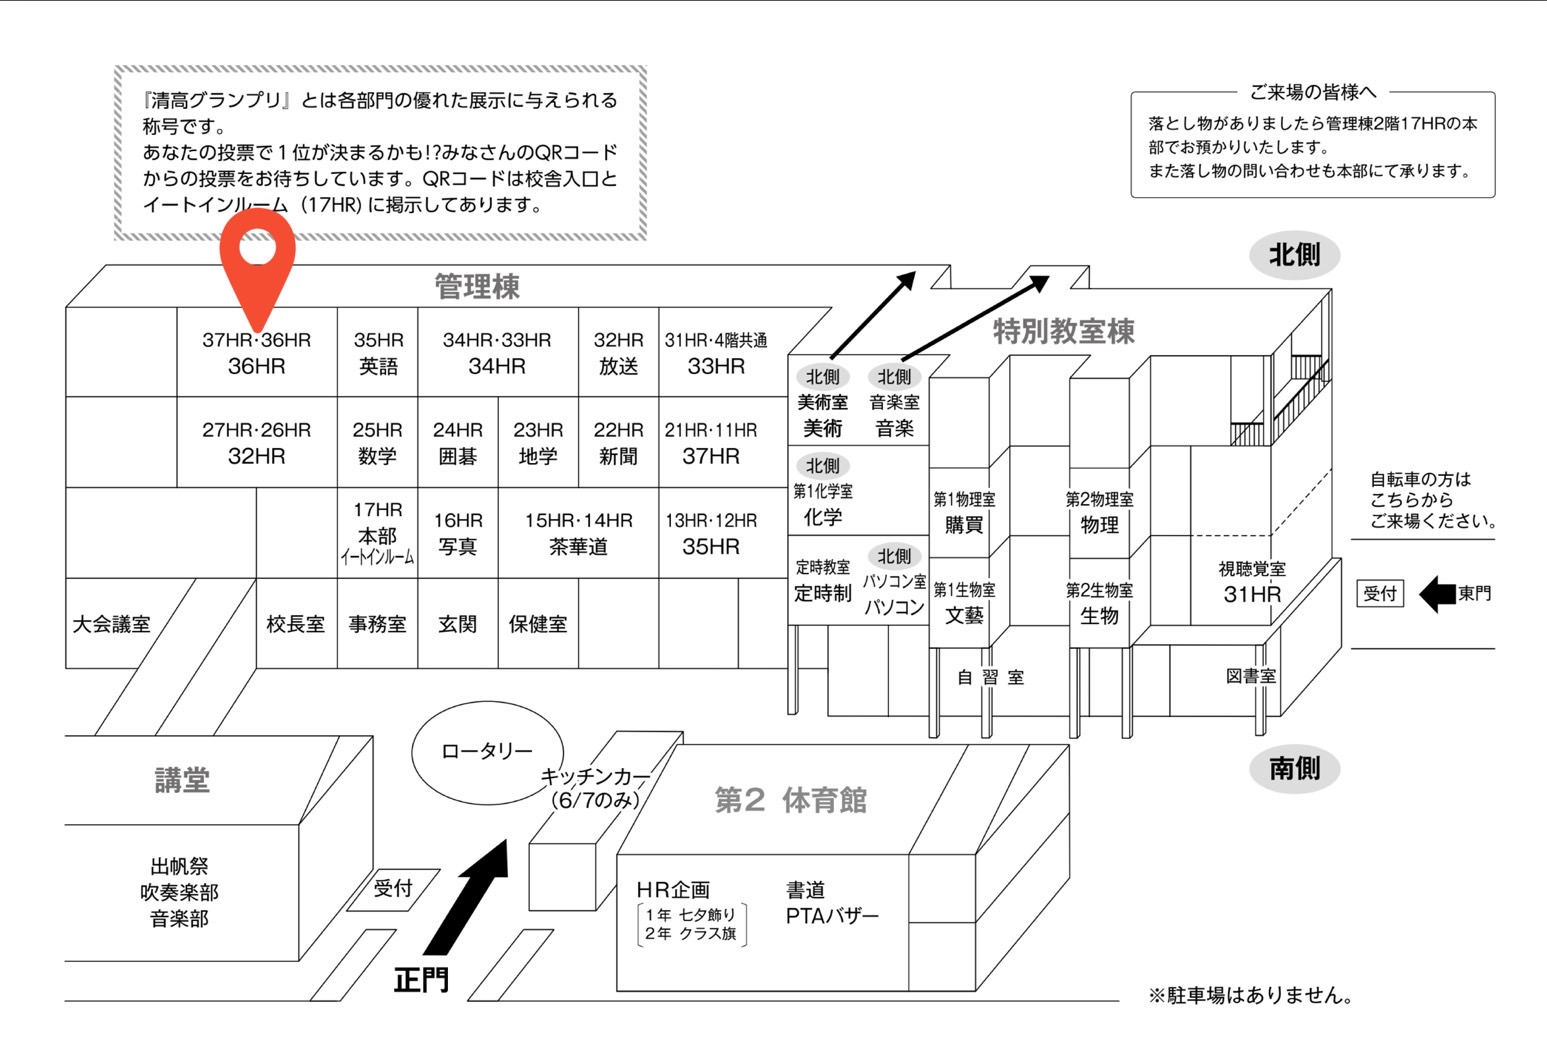 『清高グランプリ』とは各部門の優れた展示に与えられる
称号です。
あなたの投票で1位が決まるかも!?みなさんのQRコード
からの投票をお待ちしています。QRコードは校舎入口と
イートインルーム（17HR)に掲示してあります。
ご来場の皆様へ
落とし物がありましたら管理棟2階17HRの本
部でお預かりいたします。
また落し物の問い合わせも本部にて承ります。
北側
管理棟
特別教室棟
37HR・36HR
36HR
35HR
英語
34HR・33HR
34HR
32HR
放送
31HR・4階共通
33HR
北側
美術室
美術
北側
音楽室
音楽
27HR・26HR
32HR
25HR
数学
24HR
囲碁
23HR
地学
22HR
新聞
21HR・11HR
37HR
北側
第1化学室
化学
第1物理室
購買
第2物理室
物理
自転車の方は
こちらから
ご来場ください。
17HR
本部
イートインルーム
16HR
写真
15HR・14HR
茶華道
13HR・12HR
35HR
定時教室
定時制
北側
パソコン室
パソコン
第1生物室
文藝
第2生物室
生物
視聴覚室
31HR
受付
東門
大会議室
校長室
事務室
玄関
保健室
自習室
図書室
南側
ロータリー
キッチンカー
（6/7のみ）
講堂
出帆祭
吹奏楽部
音楽部
受付
正門
第2 体育館
HR企画
1年 七夕飾り
2年 クラス旗
書道
PTAバザー
※駐車場はありません。